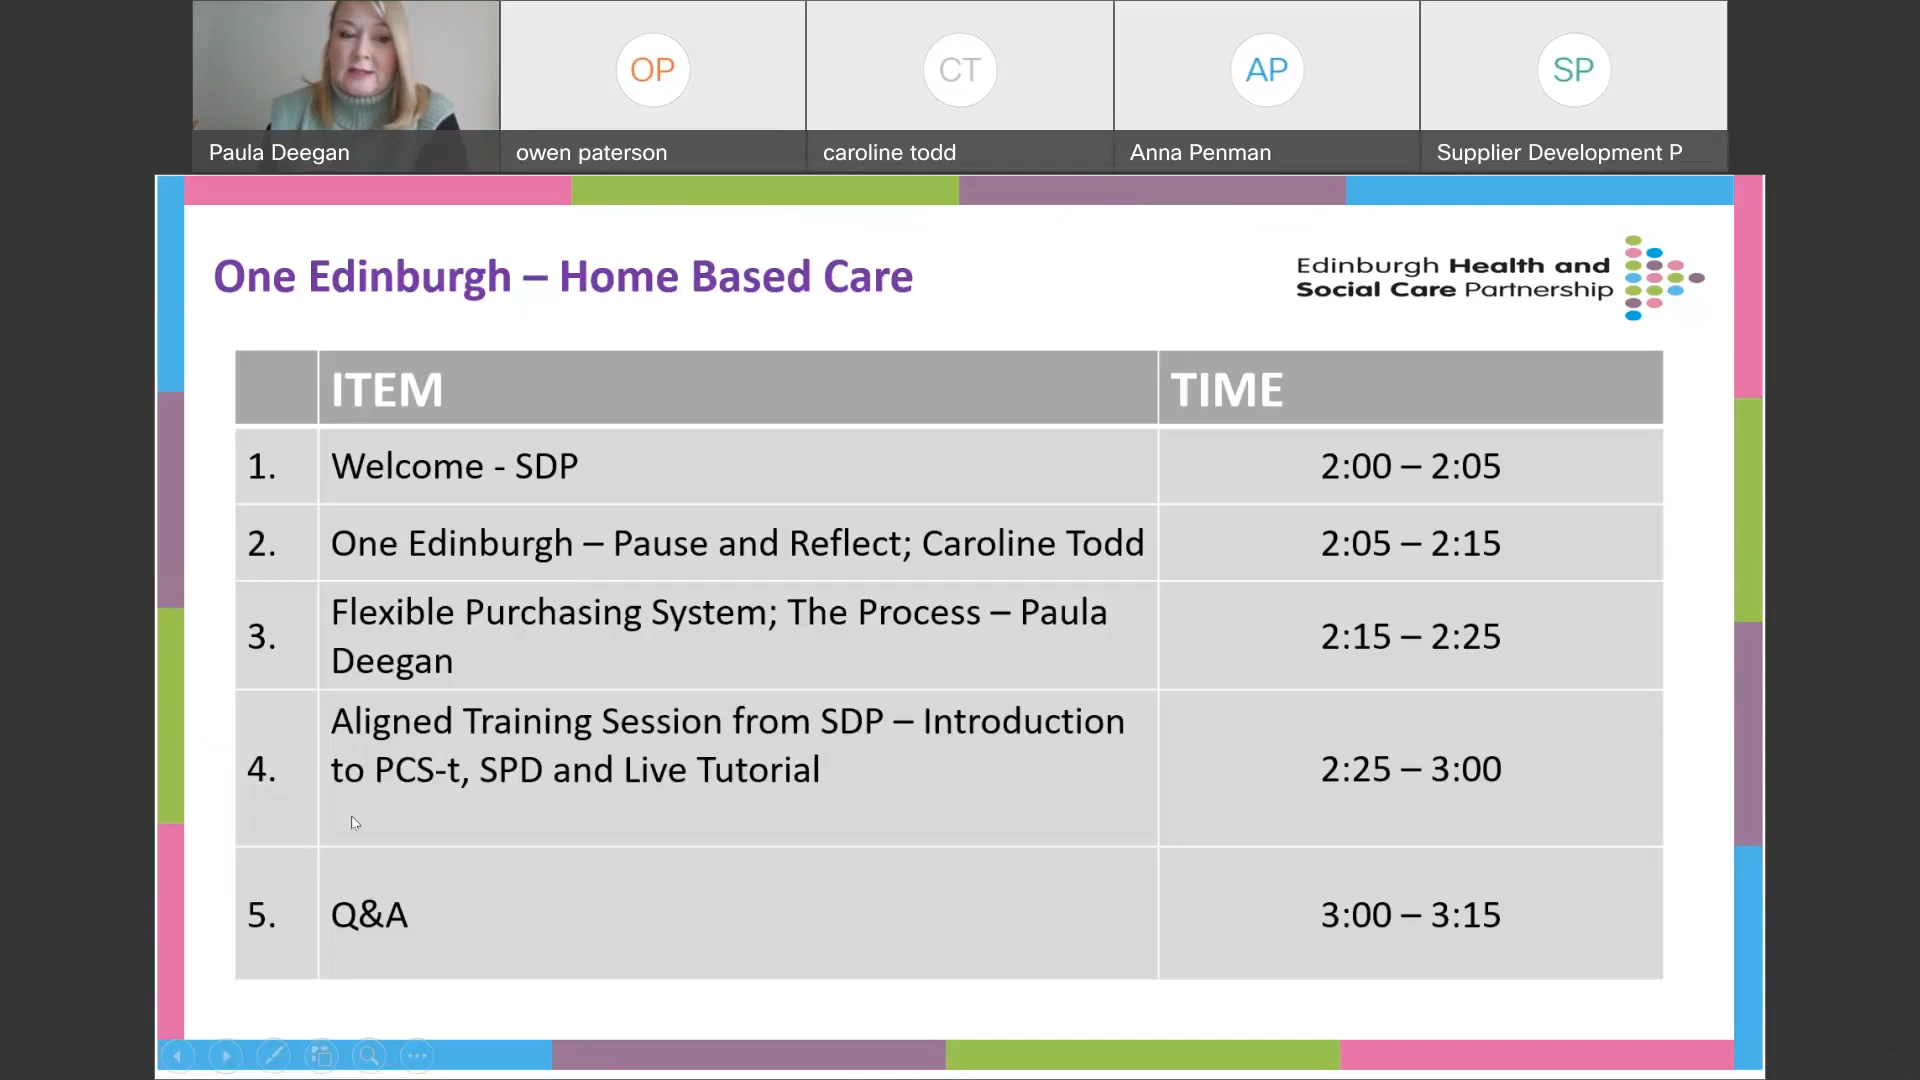 OP
CT
AP
SP
Paula Deegan
owen paterson
caroline todd
Anna Penman
Supplier Development P
One Edinburgh – Home Based Care
Edinburgh Health and
Social Care Partnership
ITEM
TIME
1.
Welcome - SDP
2:00 – 2:05
2.
One Edinburgh – Pause and Reflect; Caroline Todd
2:05 – 2:15
3.
Flexible Purchasing System; The Process – Paula
Deegan
2:15 – 2:25
4.
Aligned Training Session from SDP – Introduction
to PCS-t, SPD and Live Tutorial
2:25 – 3:00
5.
Q&A
3:00 – 3:15